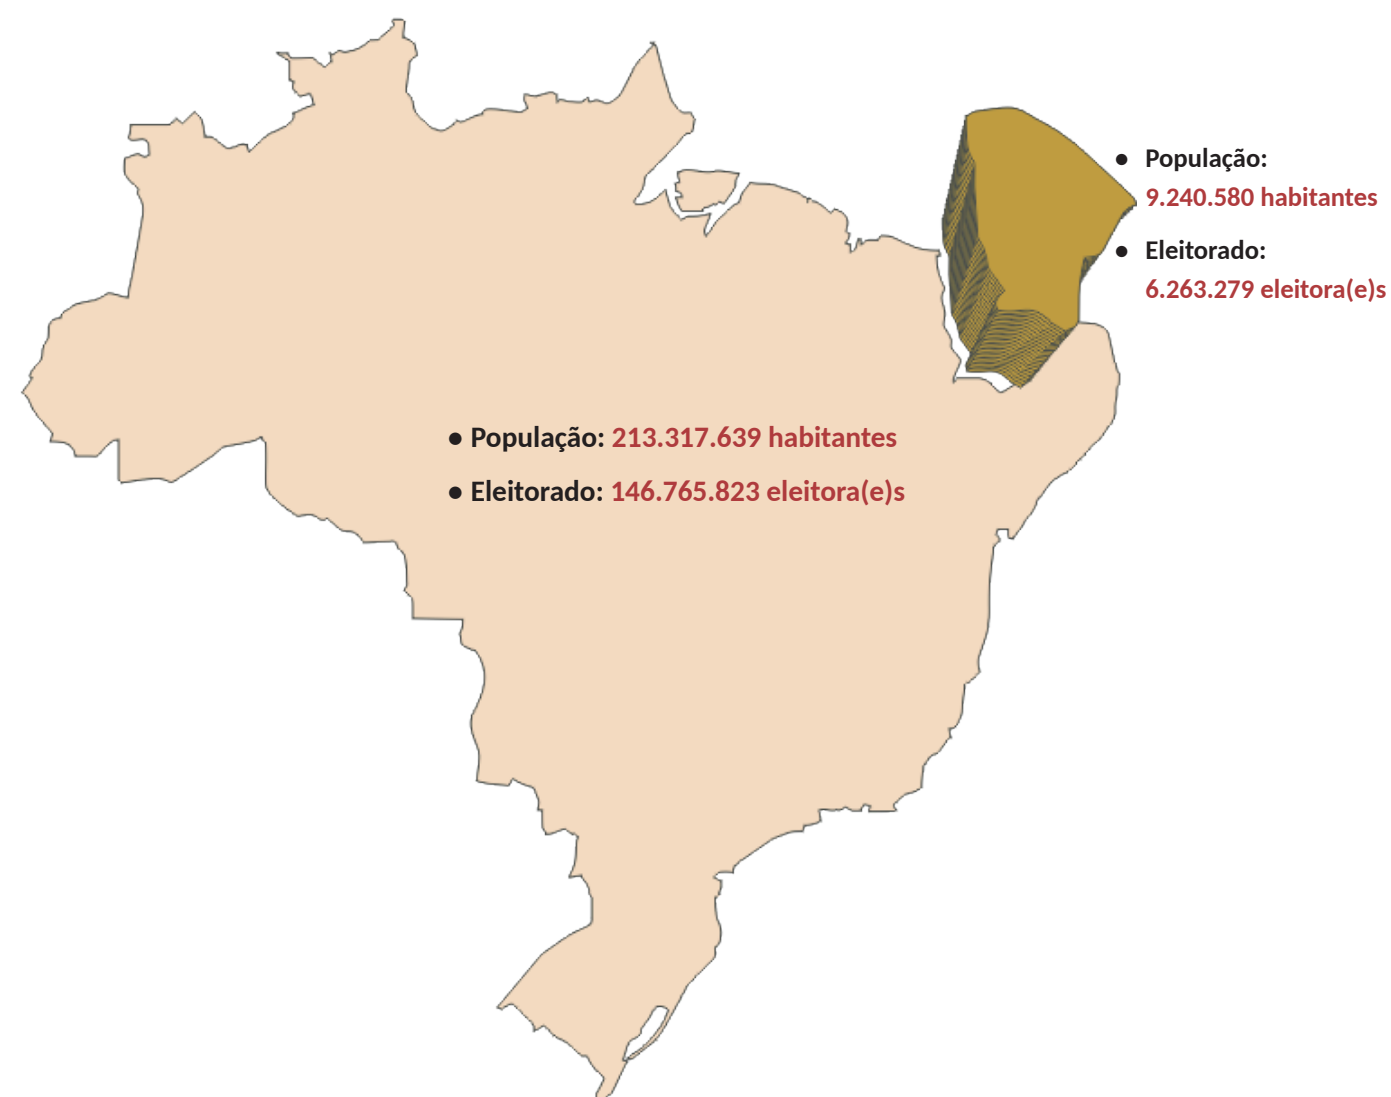 ● População:
9.240.580 habitantes
● Eleitorado:
6.263.279 eleitora(e)s
● População: 213.317.639 habitantes
● Eleitorado: 146.765.823 eleitora(e)s